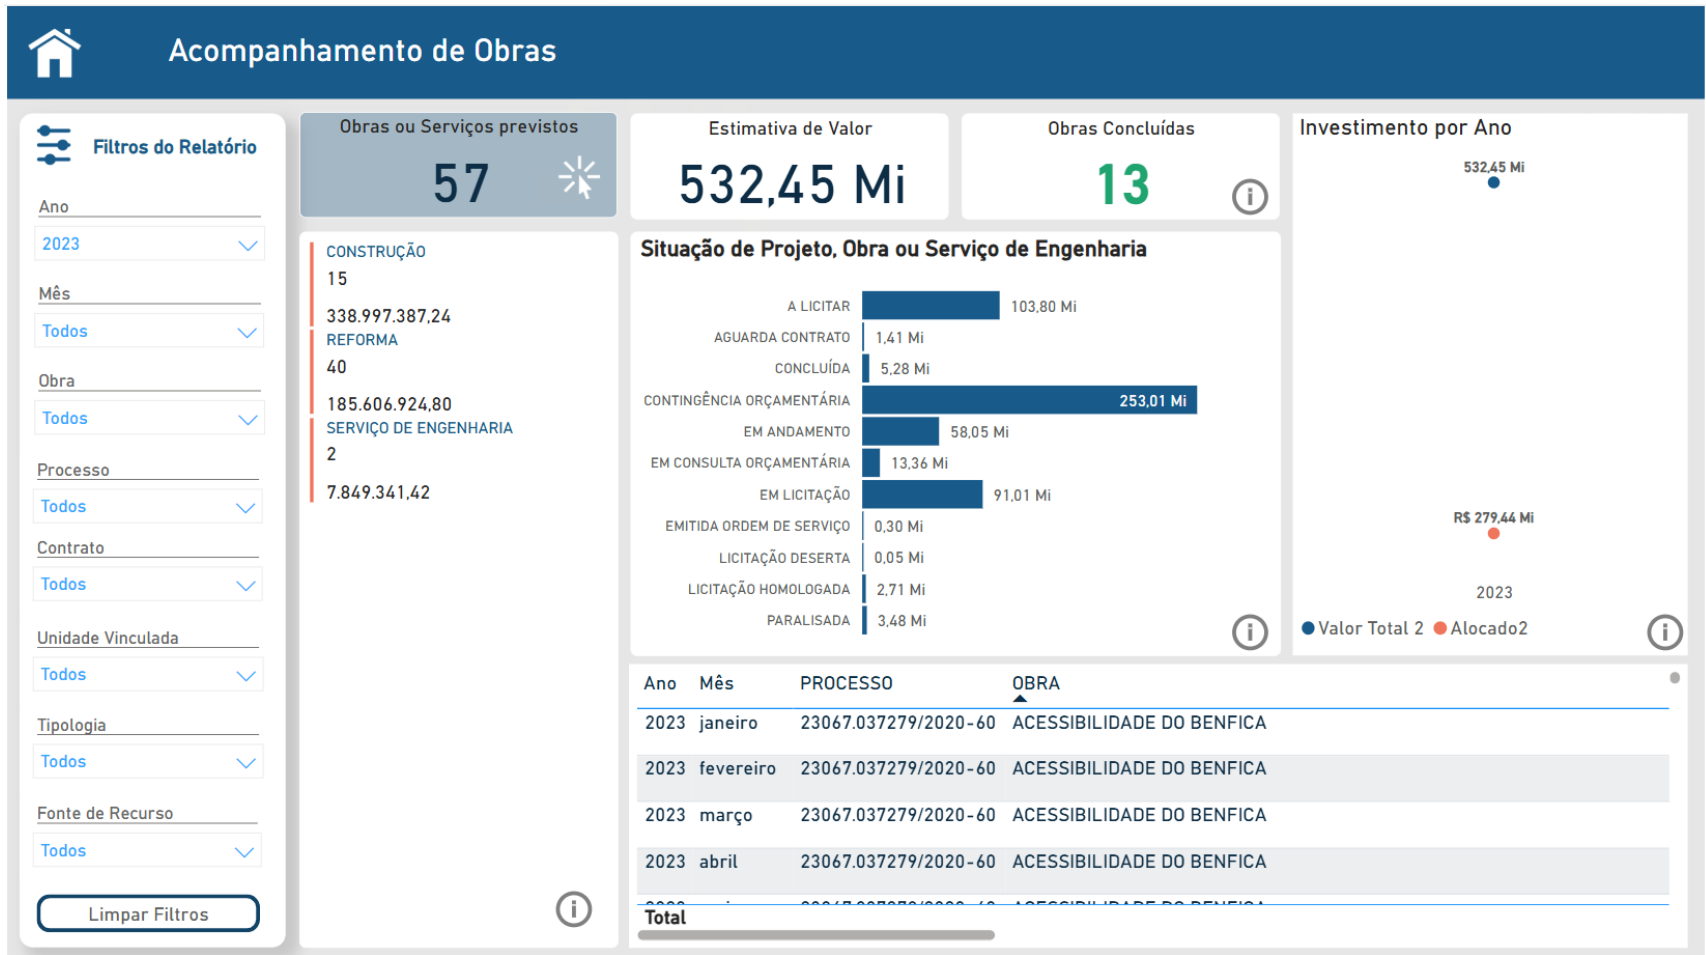 Acompanhamento de Obras
Filtros do Relatório
Ano
2023
Mês
Todos
Obra
Todos
Processo
Todos
Contrato
Todos
Unidade Vinculada
Todos
Tipologia
Todos
Fonte de Recurso
Todos
Limpar Filtros
Obras ou Serviços previstos
57
CONSTRUÇÃO
15
338.997.387,24
REFORMA
40
185.606.924,80
SERVIÇO DE ENGENHARIA
2
7.849.341,42
Estimativa de Valor
532,45 Mi
Obras Concluídas
13
Situação de Projeto, Obra ou Serviço de Engenharia
A LICITAR 103,80 Mi
AGUARDA CONTRATO 1,41 Mi
CONCLUÍDA 5,28 Mi
CONTINGÊNCIA ORÇAMENTÁRIA 253,01 Mi
EM ANDAMENTO 58,05 Mi
EM CONSULTA ORÇAMENTÁRIA 13,36 Mi
EM LICITAÇÃO 91,01 Mi
EMITIDA ORDEM DE SERVIÇO 0,30 Mi
LICITAÇÃO DESERTA 0,05 Mi
LICITAÇÃO HOMOLOGADA 2,71 Mi
PARALISADA 3,48 Mi
Investimento por Ano
532,45 Mi
R$ 279,44 Mi
2023
Valor Total 2 Alocado2
Ano Mês PROCESSO OBRA
2023 janeiro 23067.037279/2020-60 ACESSIBILIDADE DO BENFICA
2023 fevereiro 23067.037279/2020-60 ACESSIBILIDADE DO BENFICA
2023 março 23067.037279/2020-60 ACESSIBILIDADE DO BENFICA
2023 abril 23067.037279/2020-60 ACESSIBILIDADE DO BENFICA
Total